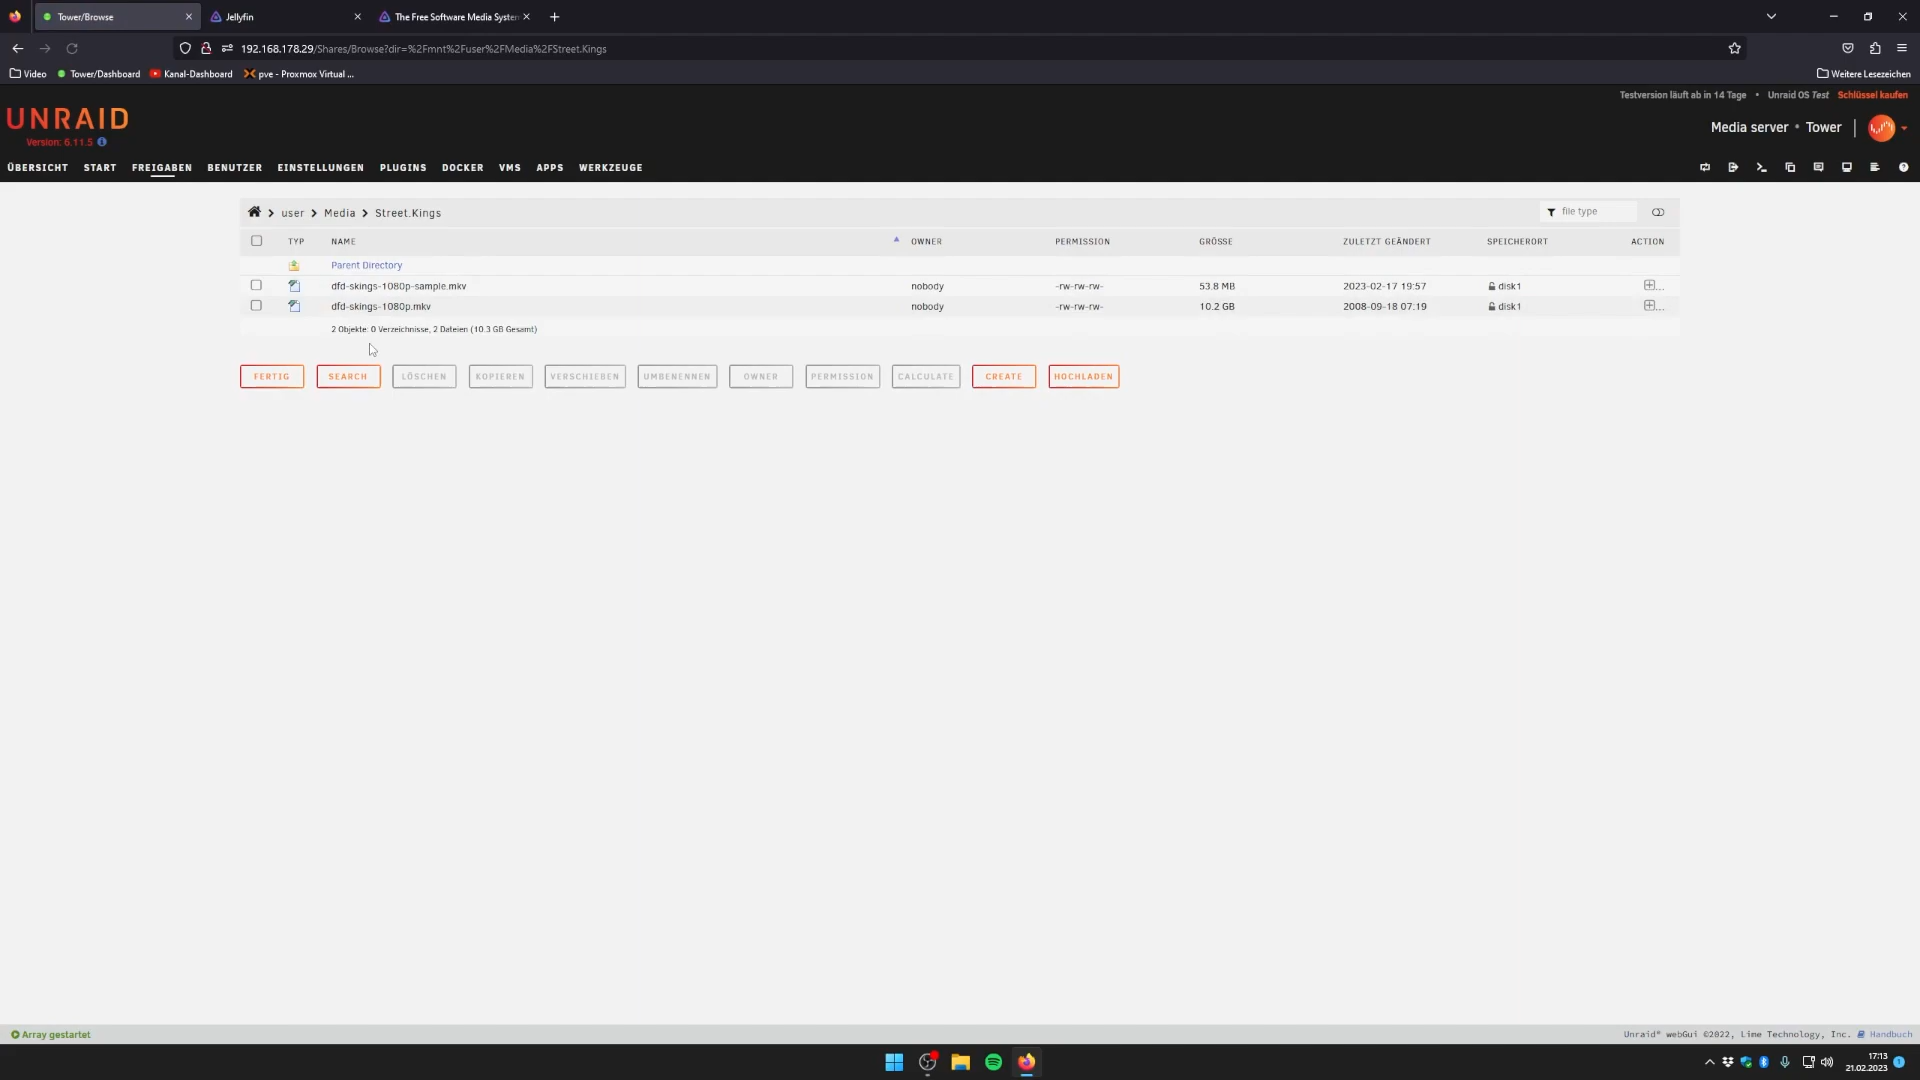 Tower/Browse
Jellyfin
The Free Software Media System
192.168.178.29/Shares/Browse?dir=%2Fmnt%2Fuser%2FMedia%2FStreet.Kings
Video
Tower/Dashboard
Kanal-Dashboard
pve - Proxmox Virtual ...
Weitere Lesezeichen
Testversion läuft ab in 14 Tage • Unraid OS Test Schlüssel kaufen
UNRAID
Version: 6.11.5
Media server • Tower
ÜBERSICHT START FREIGABEN BENUTZER EINSTELLUNGEN PLUGINS DOCKER VMS APPS WERKZEUGE
user > Media > Street.Kings
file type
TYP NAME OWNER PERMISSION GRÖSSE ZULETZT GEÄNDERT SPEICHERORT ACTION
Parent Directory
dfd-skings-1080p-sample.mkv nobody -rw-rw-rw- 53.8 MB 2023-02-17 19:57 disk1 ...
dfd-skings-1080p.mkv nobody -rw-rw-rw- 10.2 GB 2008-09-18 07:19 disk1 ...
2 Objekte: 0 Verzeichnisse, 2 Dateien (10.3 GB Gesamt)
FERTIG SEARCH LÖSCHEN KOPIEREN VERSCHIEBEN UMBENENNEN OWNER PERMISSION CALCULATE CREATE HOCHLADEN
Array gestartet
Unraid® webGui ©2022, Lime Technology, Inc. Handbuch
17:13
21.02.2023
1